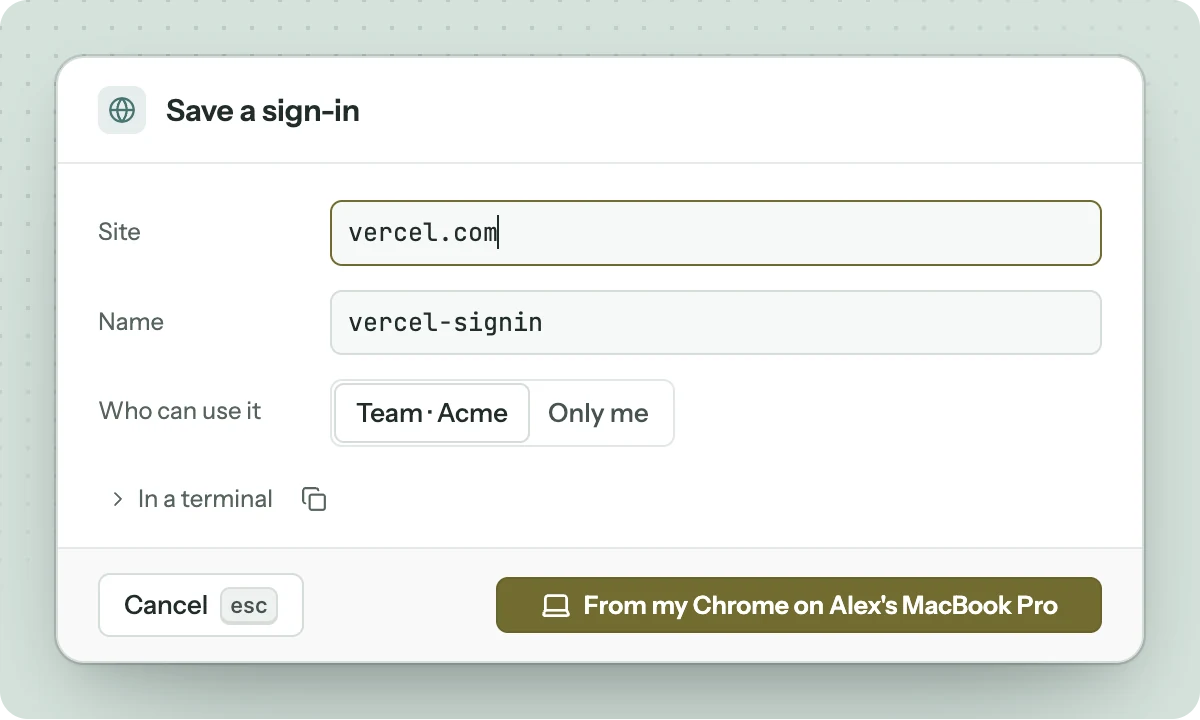 Save a sign-in
Site
vercel.com
Name
vercel-signin
Who can use it
Team · Acme
Only me
In a terminal
Cancel esc
From my Chrome on Alex's MacBook Pro